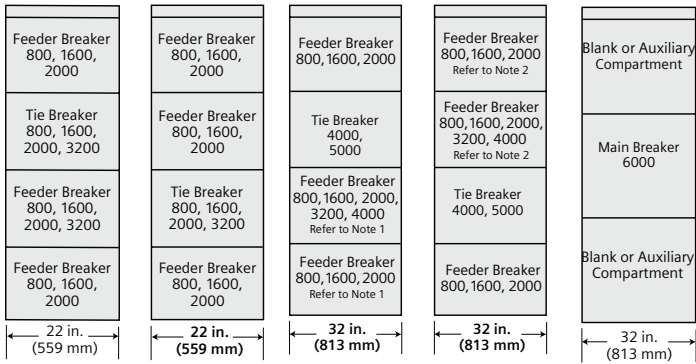 Feeder Breaker
800, 1600,
2000
Tie Breaker
800, 1600,
2000, 3200
Feeder Breaker
800, 1600,
2000, 3200
Feeder Breaker
800, 1600,
2000
22 in.
(559 mm)
Feeder Breaker
800, 1600,
2000
Feeder Breaker
800, 1600,
2000
Tie Breaker
800, 1600,
2000, 3200
Feeder Breaker
800, 1600,
2000
22 in.
(559 mm)
Feeder Breaker
800,1600, 2000
Tie Breaker
4000,
5000
Feeder Breaker
800,1600, 2000,
3200, 4000
Refer to Note 1
Feeder Breaker
800,1600, 2000
Refer to Note 1
32 in.
(813 mm)
Feeder Breaker
800,1600, 2000
Refer to Note 2
Feeder Breaker
800,1600, 2000,
3200, 4000
Refer to Note 2
Tie Breaker
4000, 5000
Feeder Breaker
800,1600, 2000
32 in.
(813 mm)
Blank or Auxiliary
Compartment
Main Breaker
6000
Blank or Auxiliary
Compartment
32 in.
(813 mm)